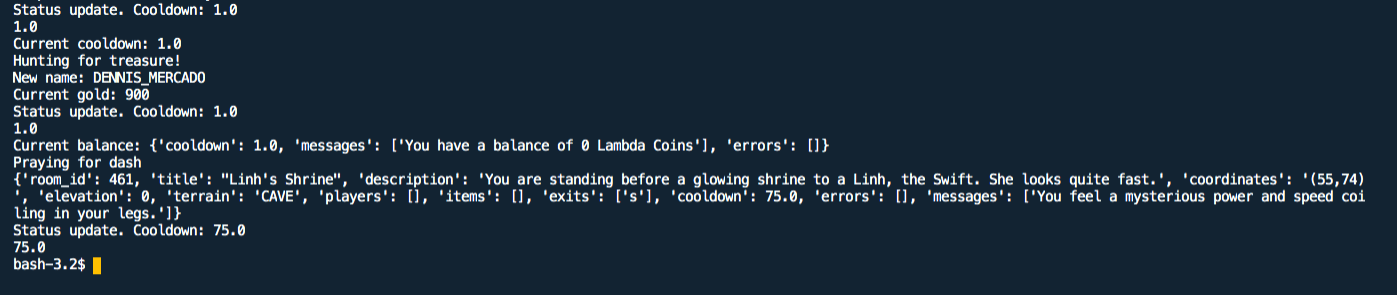 Status update. Cooldown: 1.0
1.0
Current cooldown: 1.0
Hunting for treasure!
New name: DENNIS_MERCADO
Current gold: 900
Status update. Cooldown: 1.0
1.0
Current balance: {'cooldown': 1.0, 'messages': ['You have a balance of 0 Lambda Coins'], 'errors': []}
Praying for dash
{'room_id': 461, 'title': "Linh's Shrine", 'description': 'You are standing before a glowing shrine to a Linh, the Swift. She looks quite fast.', 'coordinates': '(55,74)
', 'elevation': 0, 'terrain': 'CAVE', 'players': [], 'items': [], 'exits': ['s'], 'cooldown': 75.0, 'errors': [], 'messages': ['You feel a mysterious power and speed coi
ling in your legs.']}
Status update. Cooldown: 75.0
75.0
bash-3.2$